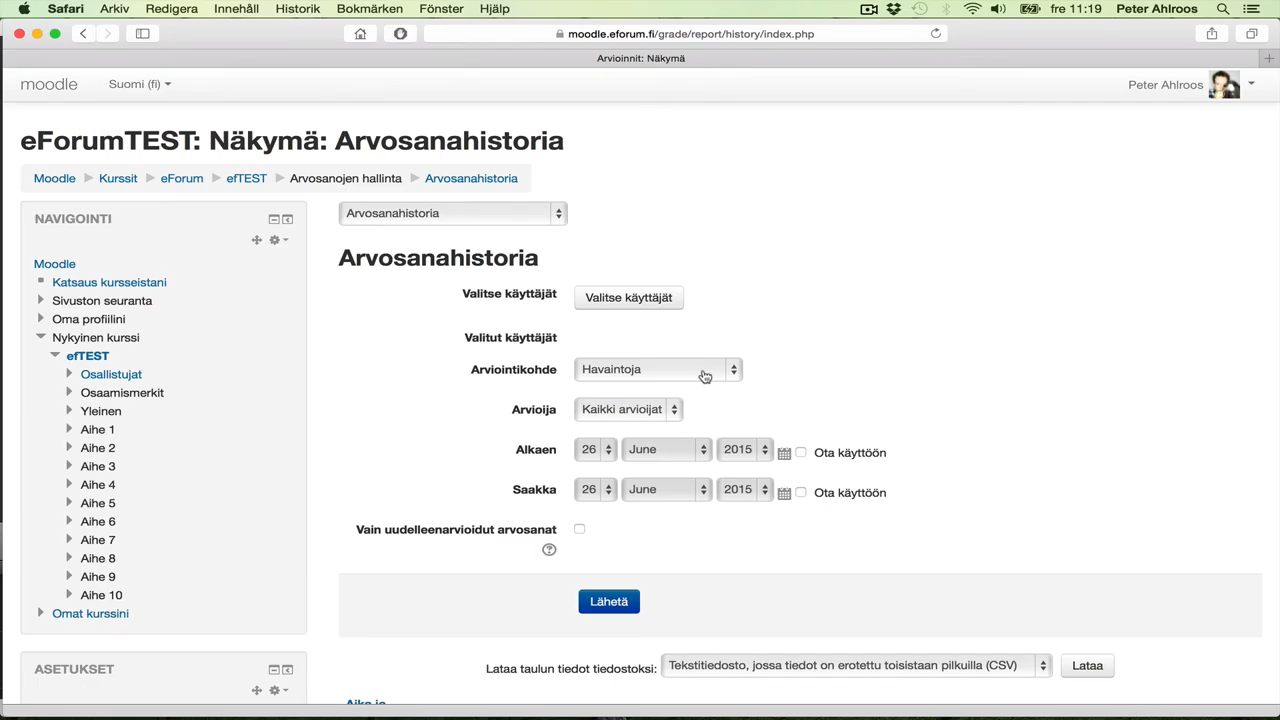 Safari Arkiv Redigera Innehåll Historik Bokmärken Fönster Hjälp fre 11:19 Peter Ahlroos
moodle.eforum.fi/grade/report/history/index.php
Arvioinnit: Näkymä
moodle Suomi (fi) Peter Ahlroos
eForumTEST: Näkymä: Arvosanahistoria
Moodle Kurssit eForum efTEST Arvosanojen hallinta Arvosanahistoria
NAVIGOINTI
Moodle
Katsaus kursseistani
Sivuston seuranta
Oma profiilini
Nykyinen kurssi
efTEST
Osallistujat
Osaamismerkit
Yleinen
Aihe 1
Aihe 2
Aihe 3
Aihe 4
Aihe 5
Aihe 6
Aihe 7
Aihe 8
Aihe 9
Aihe 10
Omat kurssini
ASETUKSET
Arvosanahistoria
Arvosanahistoria
Valitse käyttäjät Valitse käyttäjät
Valitut käyttäjät
Arviointikohde Havaintoja
Arvioija Kaikki arvioijat
Alkaen 26 June 2015 Ota käyttöön
Saakka 26 June 2015 Ota käyttöön
Vain uudelleenarvioidut arvosanat
?
Lähetä
Lataa taulun tiedot tiedostoksi: Tekstitiedosto, jossa tiedot on erotettu toisistaan pilkuilla (CSV) Lataa
Aika ja